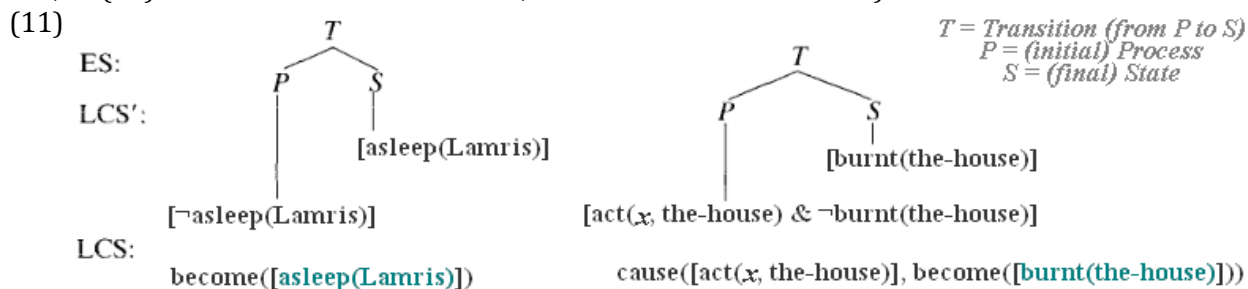 (11)
T = Transition (from P to S)
P = (initial) Process
S = (final) State
ES:
T
P S
T
P S
LCS′:
[asleep(Lamris)]
[burnt(the-house)]
[¬asleep(Lamris)]
[act(x, the-house) & ¬burnt(the-house)]
LCS:
become([asleep(Lamris)])
cause([act(x, the-house)], become([burnt(the-house)]))